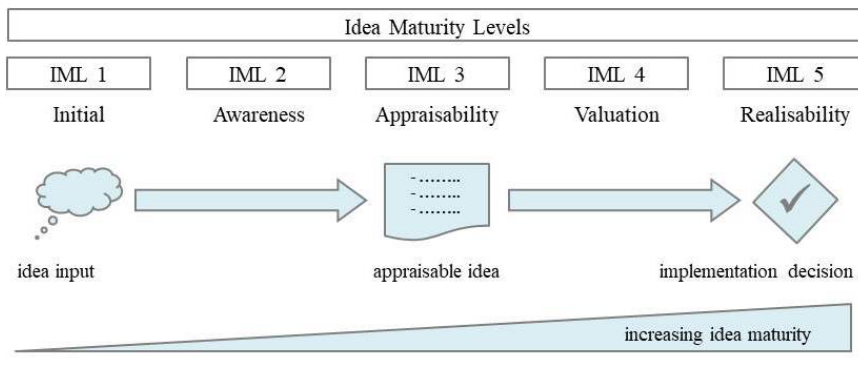 Idea Maturity Levels
IML 1 IML 2 IML 3 IML 4 IML 5
Initial Awareness Appraisability Valuation Realisability
- ........
- ........
- ........
idea input appraisable idea implementation decision
increasing idea maturity